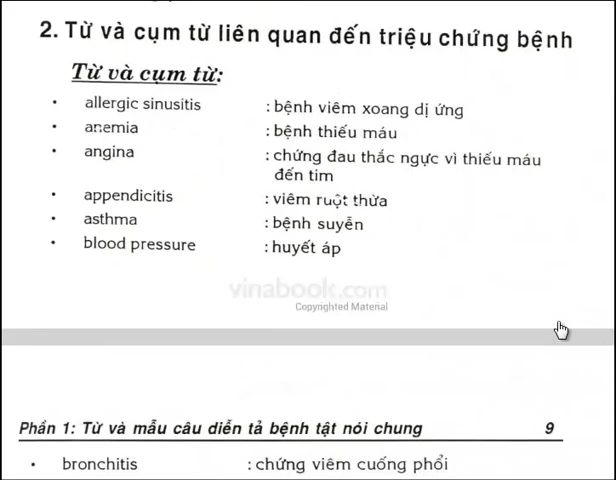 2. Từ và cụm từ liên quan đến triệu chứng bệnh
Từ và cụm từ:
• allergic sinusitis : bệnh viêm xoang dị ứng
• anemia : bệnh thiếu máu
• angina : chứng đau thắc ngực vì thiếu máu
đến tim
• appendicitis : viêm ruột thừa
• asthma : bệnh suyễn
• blood pressure : huyết áp
vinabook.com
Copyrighted Material
Phần 1: Từ và mẫu câu diễn tả bệnh tật nói chung 9
• bronchitis : chứng viêm cuống phổi